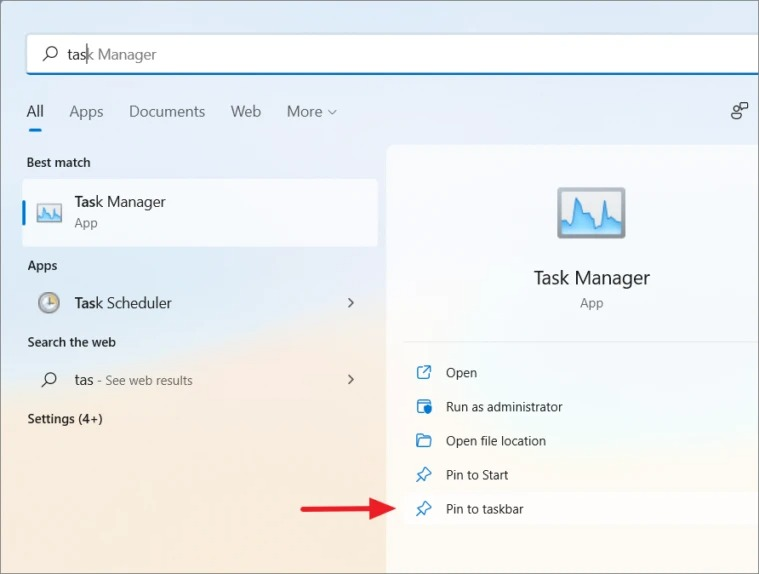 task Manager
All Apps Documents Web More
Best match
Task Manager
App
Apps
Task Scheduler
Search the web
tas - See web results
Settings (4+)
Task Manager
App
Open
Run as administrator
Open file location
Pin to Start
Pin to taskbar